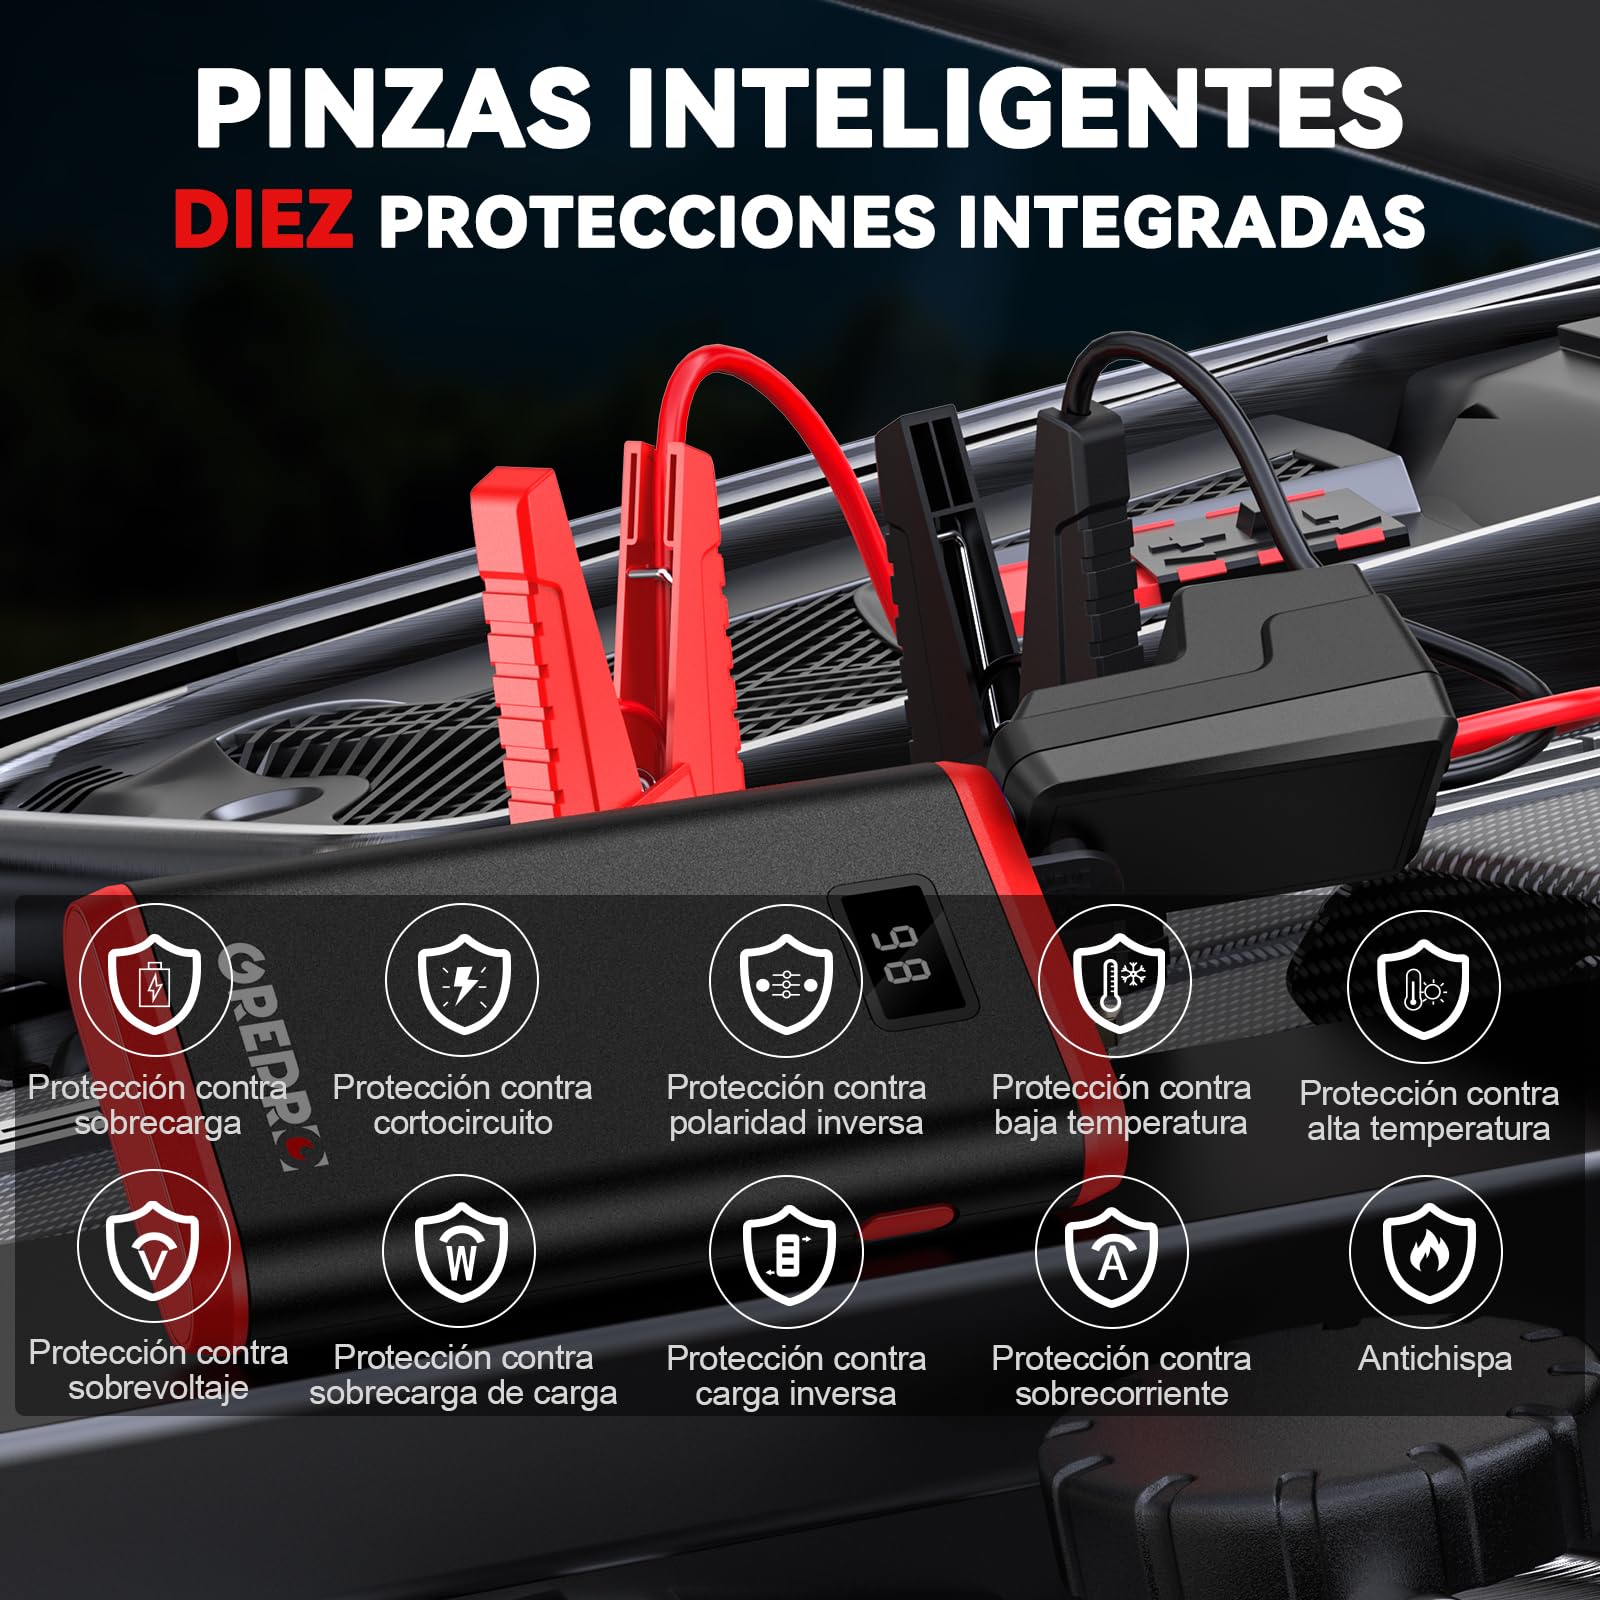 PINZAS INTELIGENTES
DIEZ PROTECCIONES INTEGRADAS
98
GREPRO
Protección contra
sobrecarga
Protección contra
cortocircuito
Protección contra
polaridad inversa
Protección contra
baja temperatura
Protección contra
alta temperatura
V
Protección contra
sobrevoltaje
W
Protección contra
sobrecarga de carga
Protección contra
carga inversa
A
Protección contra
sobrecorriente
Antichispa